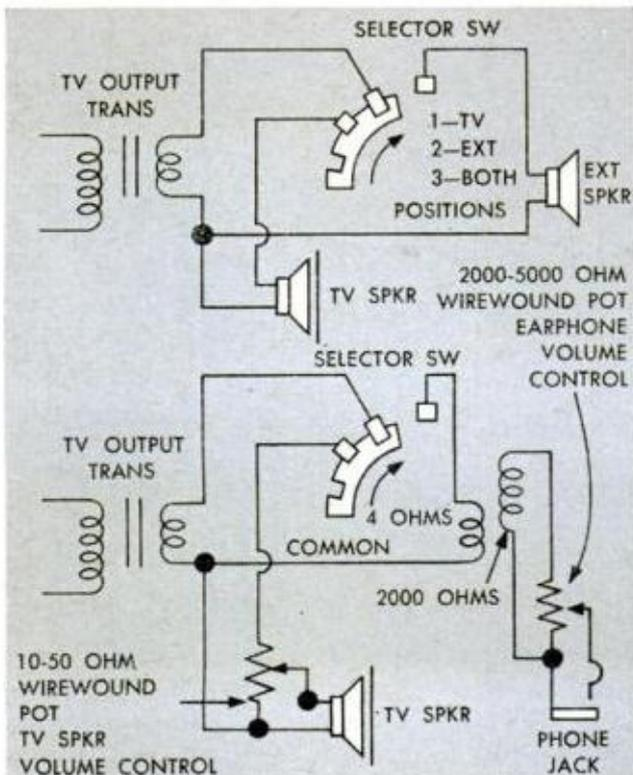 SELECTOR SW
TV OUTPUT
TRANS
1—TV
2—EXT
3—BOTH
POSITIONS
EXT
SPKR
TV SPKR
2000-5000 OHM
WIREWOUND POT
EARPHONE
VOLUME
CONTROL
SELECTOR SW
TV OUTPUT
TRANS
4 OHMS
COMMON
2000 OHMS
10-50 OHM
WIREWOUND
POT
TV SPKR
VOLUME CONTROL
TV SPKR
PHONE
JACK